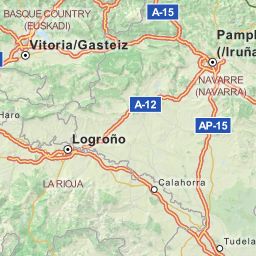 A-15
BASQUE COUNTRY
(EUSKADI)
Pampl
Vitoria/Gasteiz
(/Iruña
NAVARRE
(NAVARRA)
A-12
Haro
AP-15
Logroño
LA RIOJA
Calahorra
Tudela